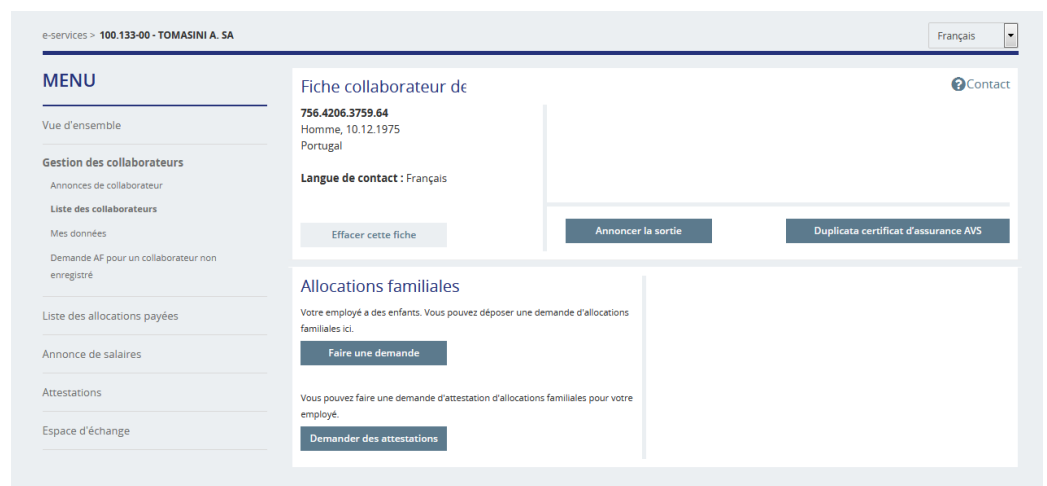 e-services > 100.133-00 - TOMASINI A. SA
Français
MENU
Vue d'ensemble
Gestion des collaborateurs
Annonces de collaborateur
Liste des collaborateurs
Mes données
Demande AF pour un collaborateur non
enregistré
Liste des allocations payées
Annonce de salaires
Attestations
Espace d'échange
Fiche collaborateur de
Contact
756.4206.3759.64
Homme, 10.12.1975
Portugal
Langue de contact : Français
Effacer cette fiche
Annoncer la sortie
Duplicata certificat d'assurance AVS
Allocations familiales
Votre employé a des enfants. Vous pouvez déposer une demande d'allocations
familiales ici.
Faire une demande
Vous pouvez faire une demande d'attestation d'allocations familiales pour votre
employé.
Demander des attestations